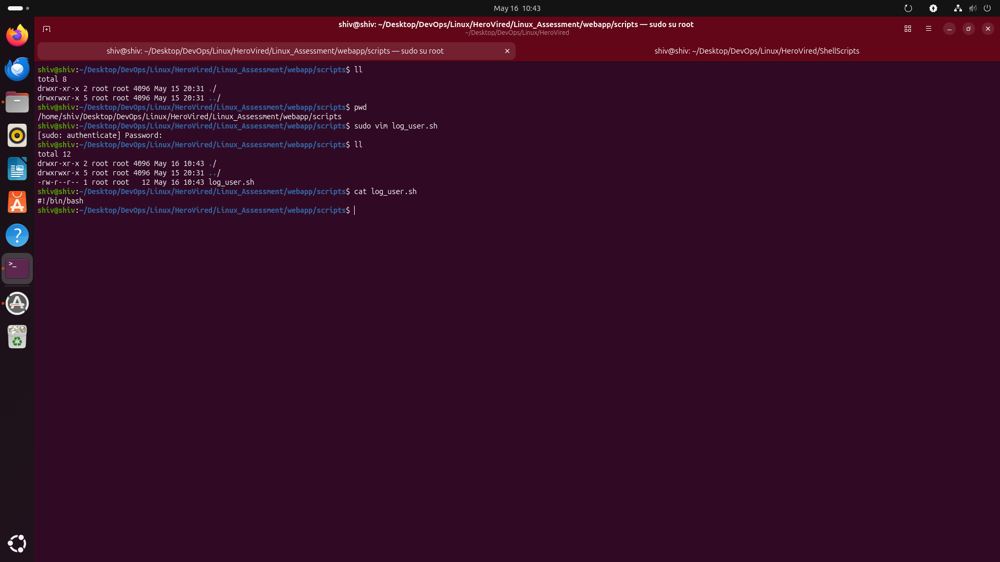 May 16 10:43
shiv@shiv: ~/Desktop/DevOps/Linux/HeroVired/Linux_Assessment/webapp/scripts — sudo su root
~/Desktop/DevOps/Linux/HeroVired
shiv@shiv: ~/Desktop/DevOps/Linux/HeroVired/Linux_Assessment/webapp/scripts — sudo su root
shiv@shiv: ~/Desktop/DevOps/Linux/HeroVired/ShellScripts
shiv@shiv:~/Desktop/DevOps/Linux/HeroVired/Linux_Assessment/webapp/scripts$ ll
total 8
drwxr-xr-x 2 root root 4096 May 15 20:31 ./
drwxrwxr-x 5 root root 4096 May 15 20:31 ../
shiv@shiv:~/Desktop/DevOps/Linux/HeroVired/Linux_Assessment/webapp/scripts$ pwd
/home/shiv/Desktop/DevOps/Linux/HeroVired/Linux_Assessment/webapp/scripts
shiv@shiv:~/Desktop/DevOps/Linux/HeroVired/Linux_Assessment/webapp/scripts$ sudo vim log_user.sh
[sudo: authenticate] Password:
shiv@shiv:~/Desktop/DevOps/Linux/HeroVired/Linux_Assessment/webapp/scripts$ ll
total 12
drwxr-xr-x 2 root root 4096 May 16 10:43 ./
drwxrwxr-x 5 root root 4096 May 15 20:31 ../
-rw-r--r-- 1 root root   12 May 16 10:43 log_user.sh
shiv@shiv:~/Desktop/DevOps/Linux/HeroVired/Linux_Assessment/webapp/scripts$ cat log_user.sh
#!/bin/bash
shiv@shiv:~/Desktop/DevOps/Linux/HeroVired/Linux_Assessment/webapp/scripts$